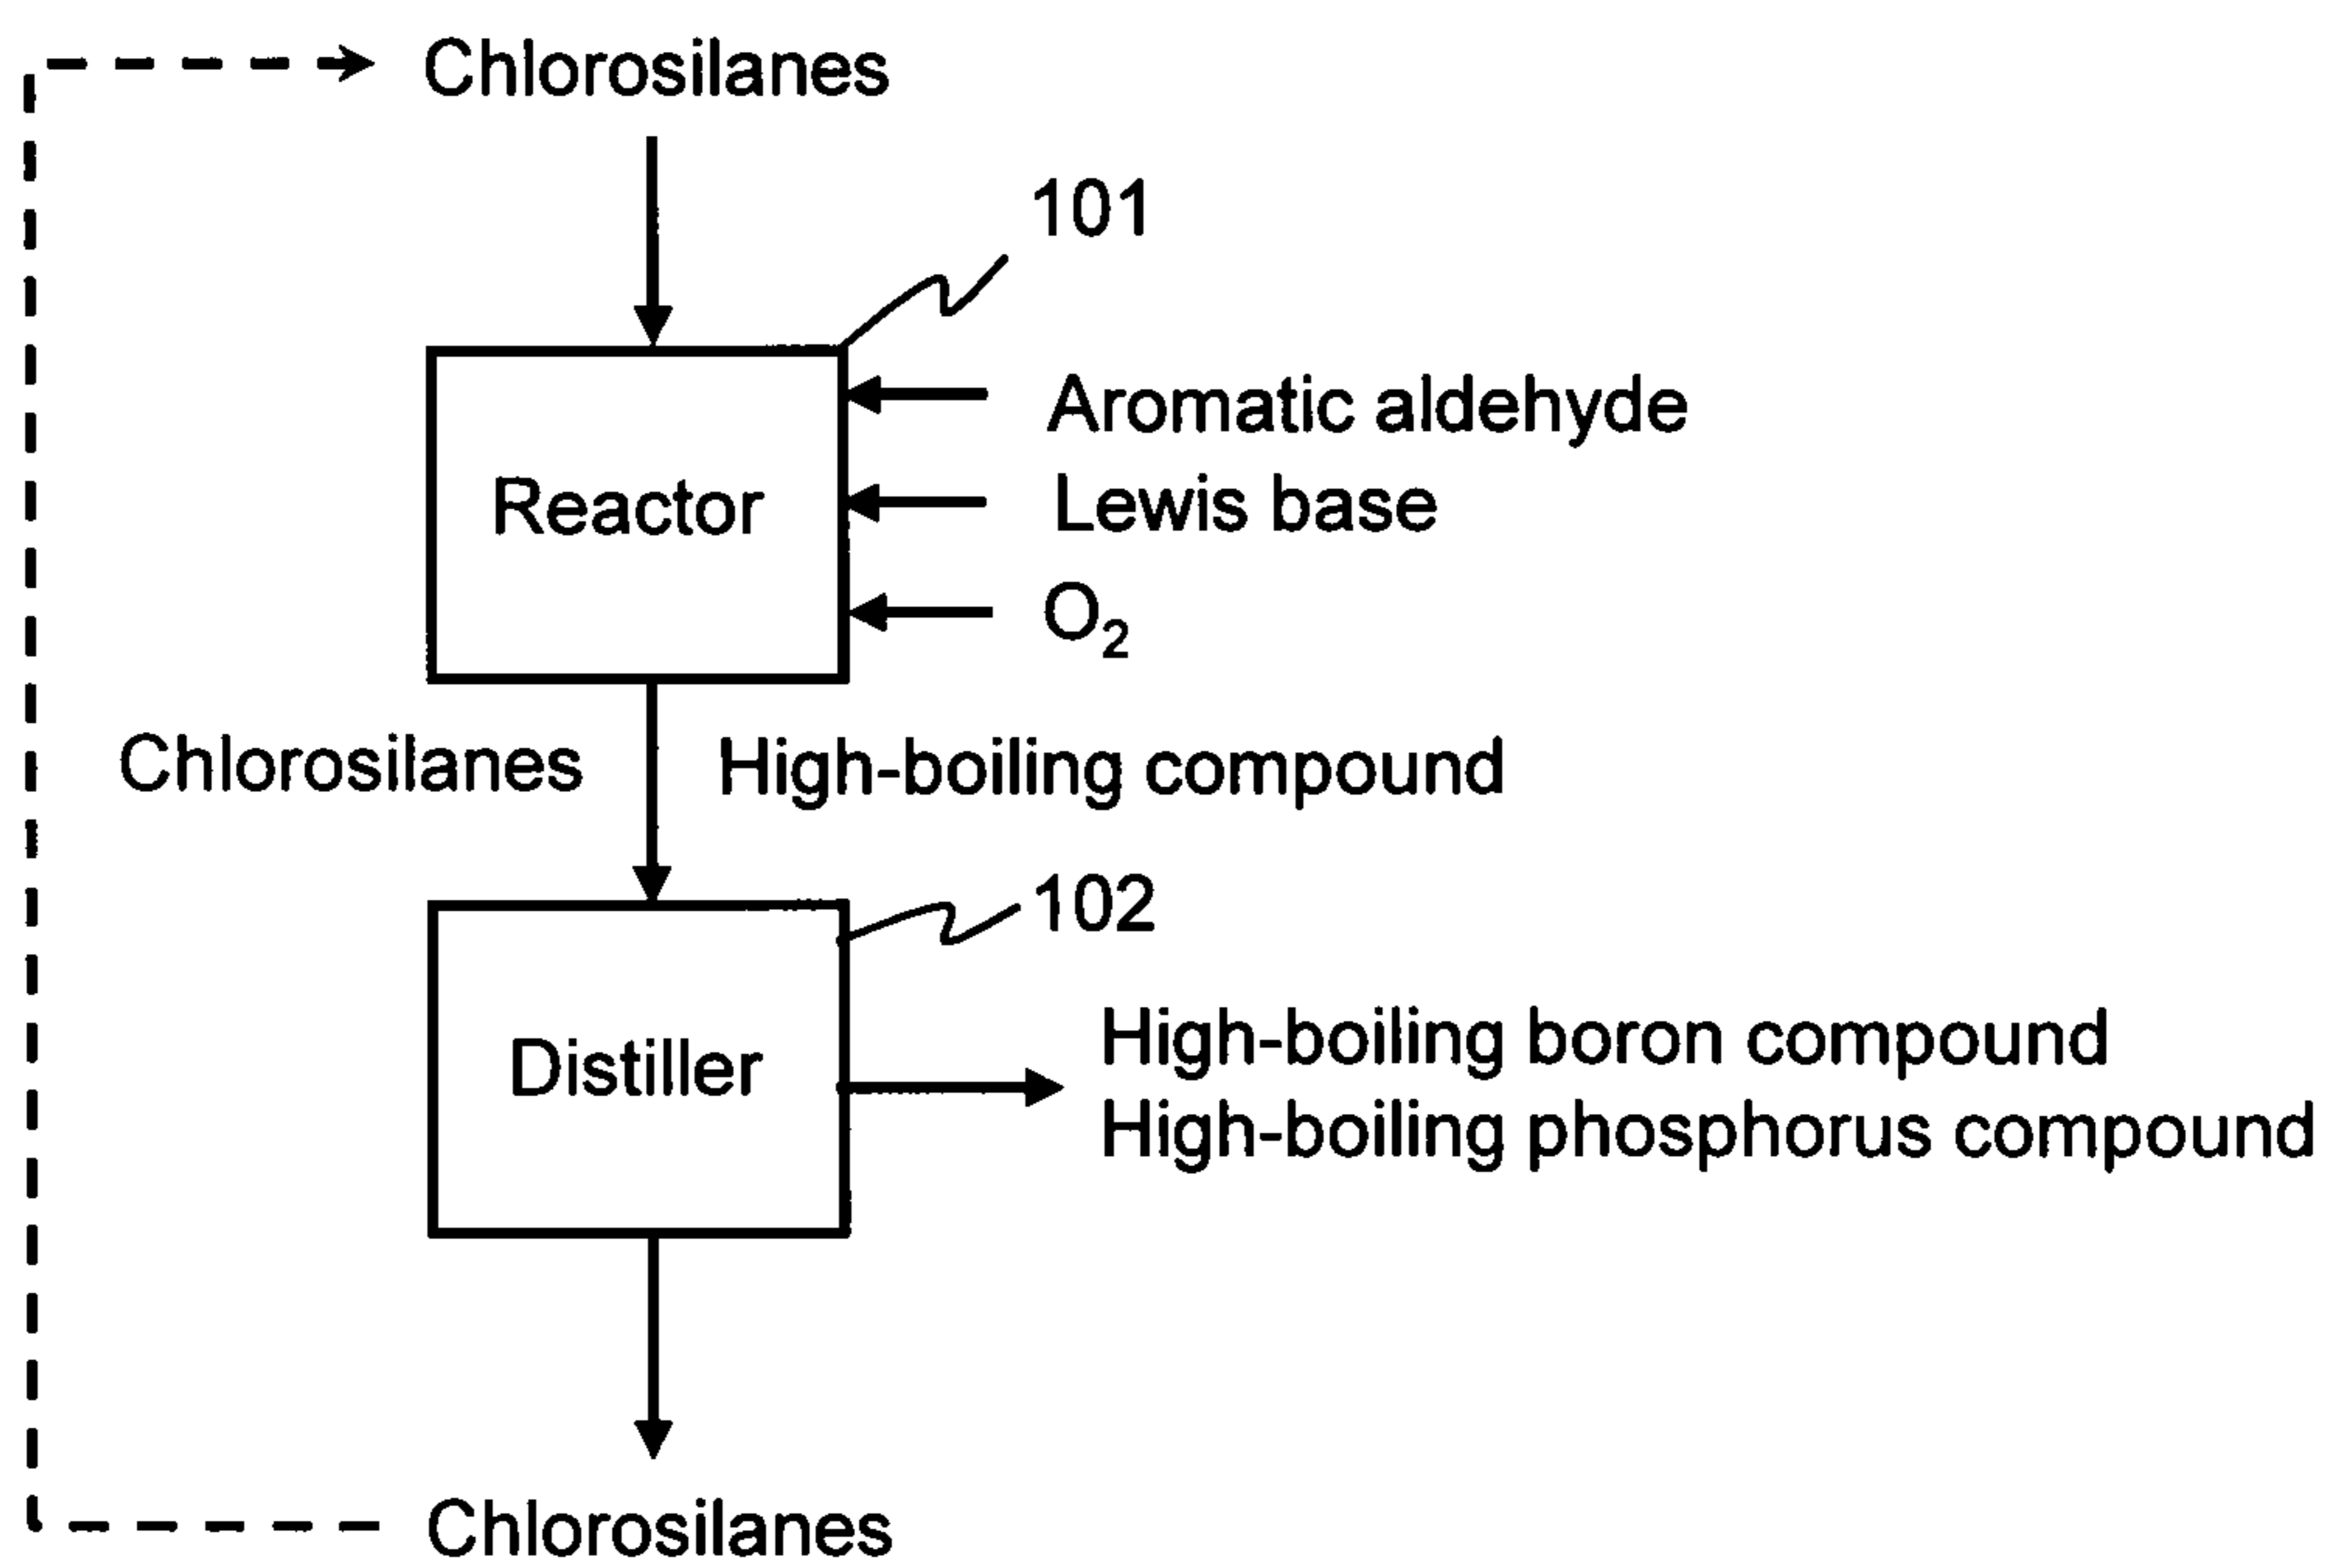 Chlorosilanes
101
Aromatic aldehyde
Reactor
Lewis base
O₂
Chlorosilanes
High-boiling compound
102
High-boiling boron compound
Distiller
High-boiling phosphorus compound
Chlorosilanes